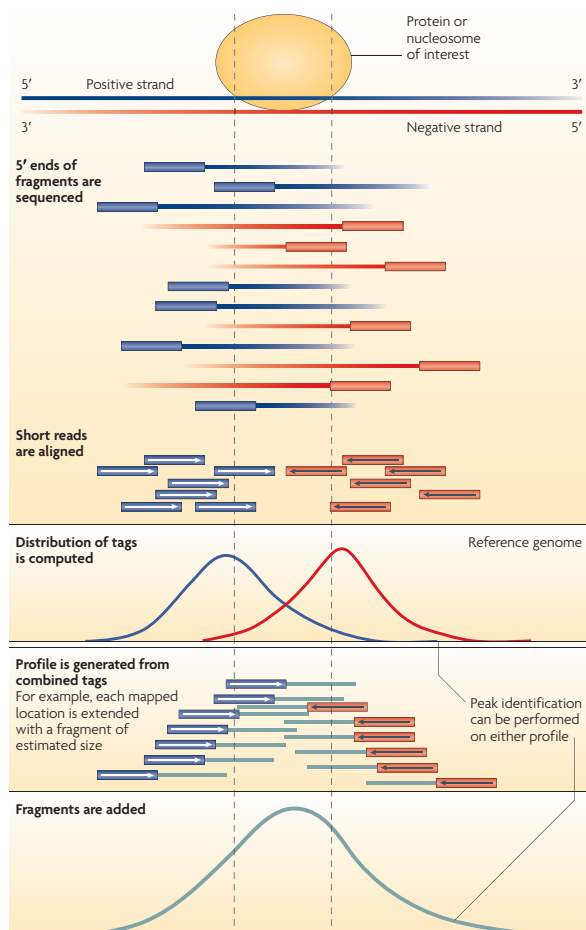 Protein or
nucleosome
of interest
5′
Positive strand
3′
3′
Negative strand
5′
5′ ends of
fragments are
sequenced
Short reads
are aligned
Distribution of tags
is computed
Reference genome
Profile is generated from
combined tags
For example, each mapped
location is extended
with a fragment of
estimated size
Peak identification
can be performed
on either profile
Fragments are added